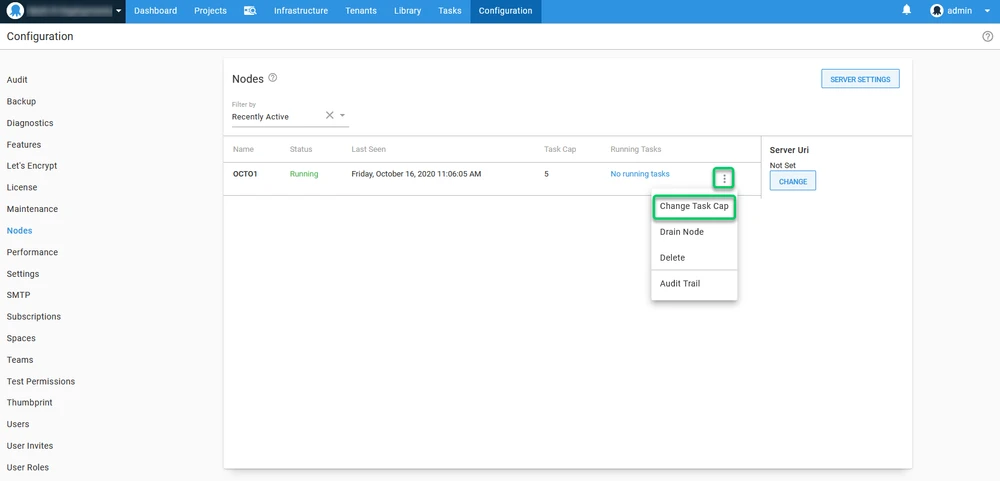 Dashboard Projects Infrastructure Tenants Library Tasks Configuration admin
Configuration
Audit
Backup
Diagnostics
Features
Let's Encrypt
License
Maintenance
Nodes
Performance
Settings
SMTP
Subscriptions
Spaces
Teams
Test Permissions
Thumbprint
Users
User Invites
User Roles
Nodes
SERVER SETTINGS
Filter by
Recently Active
Name Status Last Seen Task Cap Running Tasks
OCTO1 Running Friday, October 16, 2020 11:06:05 AM 5 No running tasks
Server Uri
Not Set
CHANGE
Change Task Cap
Drain Node
Delete
Audit Trail